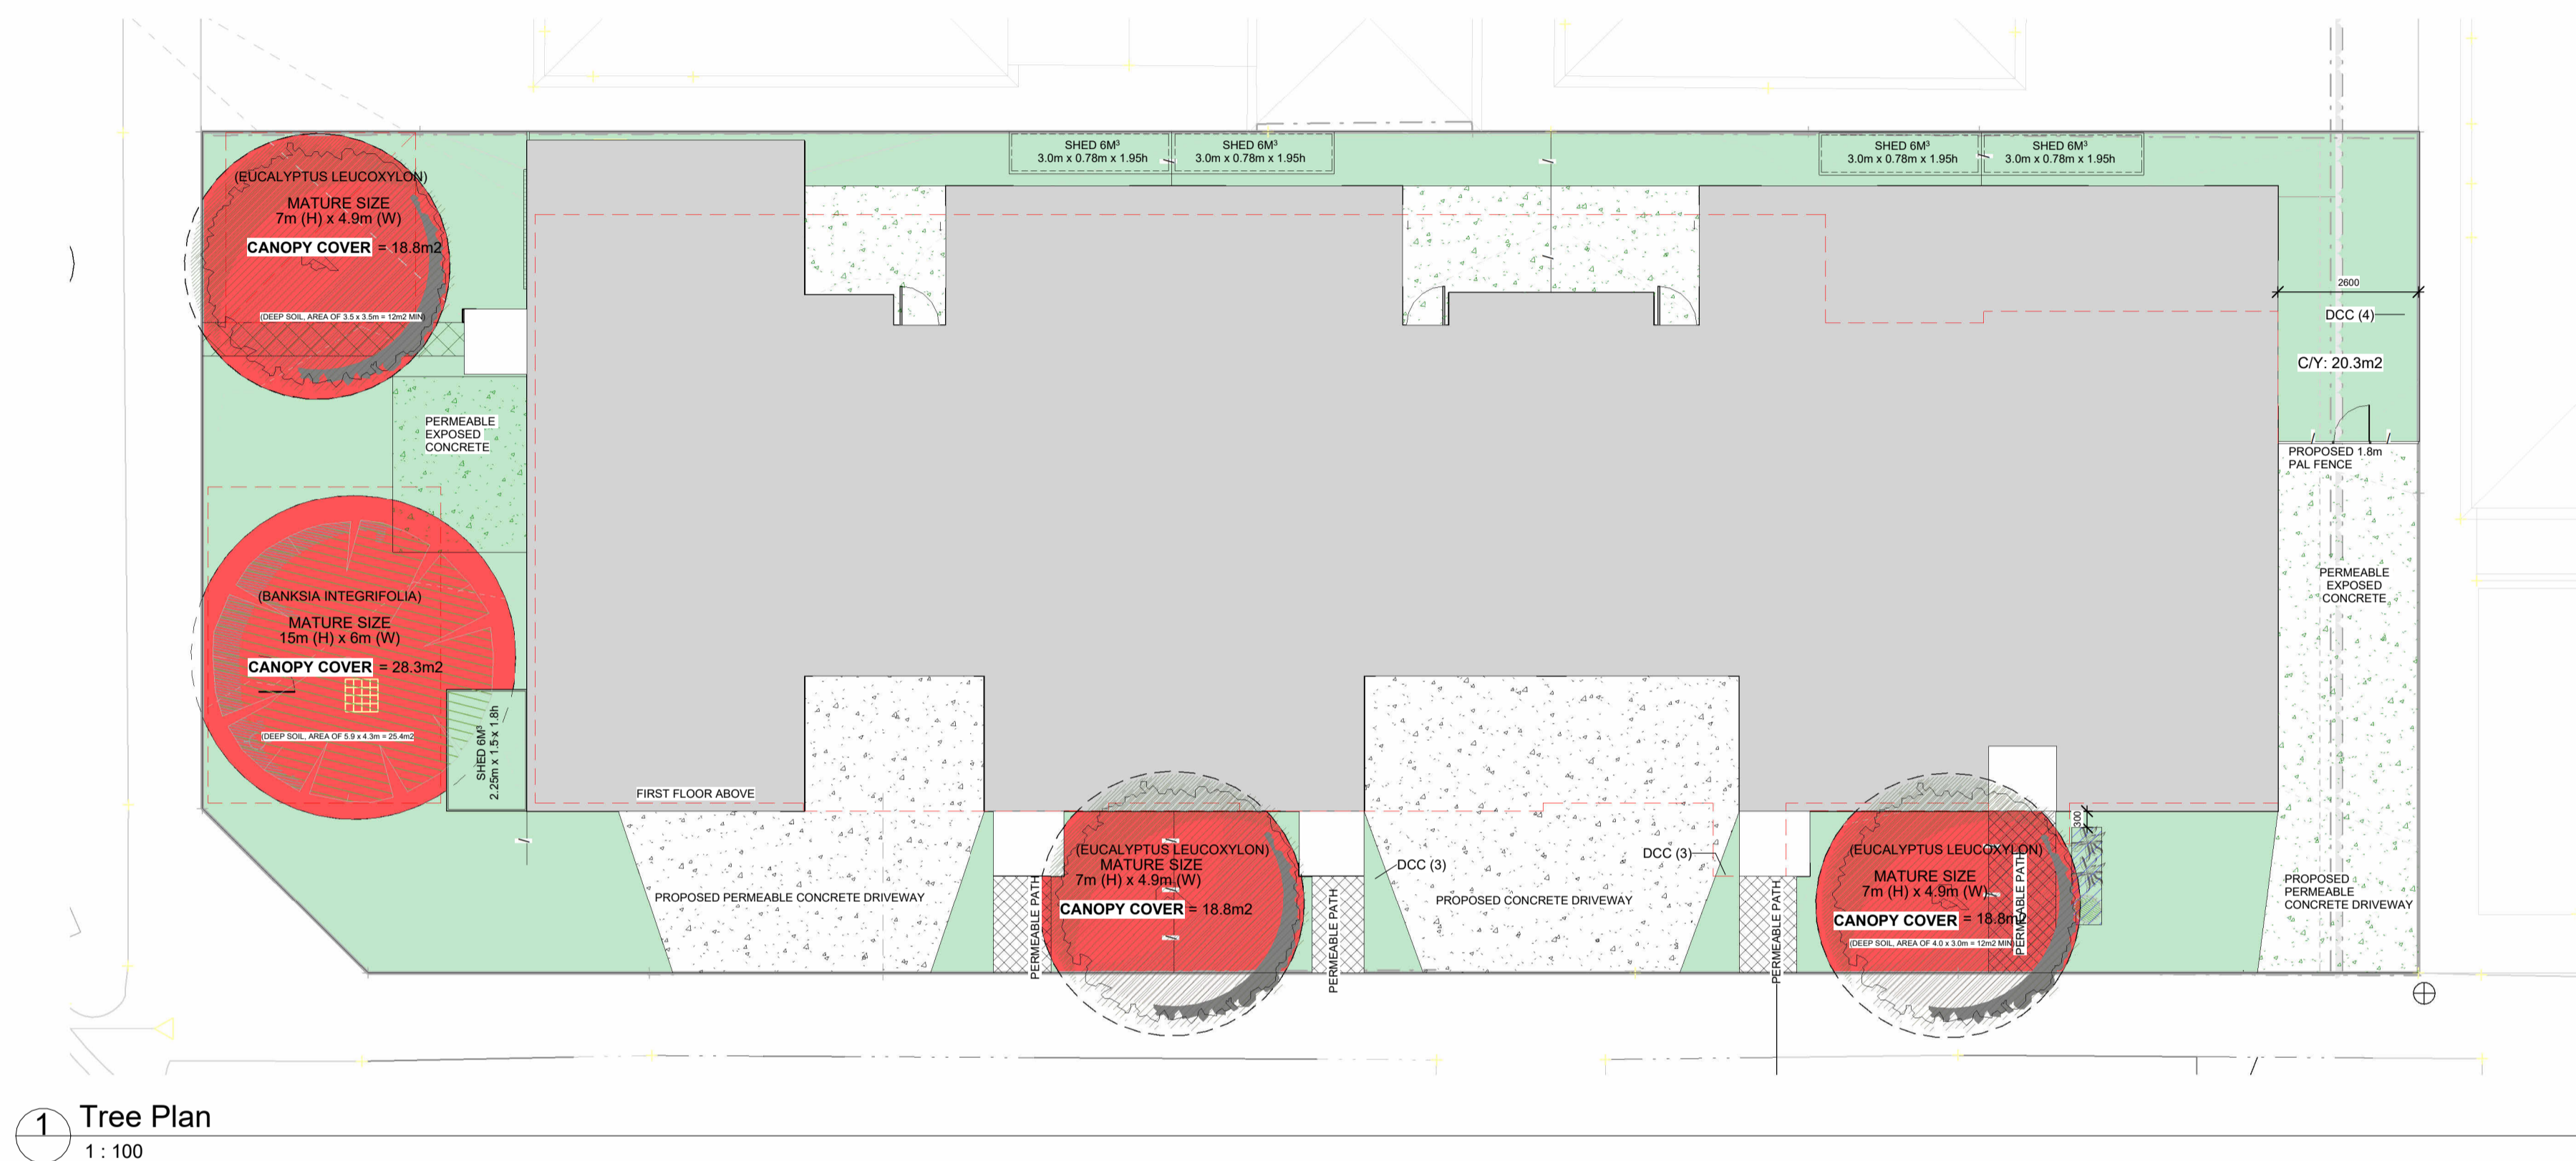 SHED 6M³
3.0m x 0.78m x 1.95h
SHED 6M³
3.0m x 0.78m x 1.95h
SHED 6M³
3.0m x 0.78m x 1.95h
SHED 6M³
3.0m x 0.78m x 1.95h
(EUCALYPTUS LEUCOXYLON)
MATURE SIZE
7m (H) x 4.9m (W)
CANOPY COVER = 18.8m2
(DEEP SOIL, AREA OF 3.5 x 3.5m = 12m2 MIN)
2600
DCC (4)
C/Y: 20.3m2
PERMEABLE
EXPOSED
CONCRETE
PROPOSED 1.8m
PAL FENCE
PERMEABLE
EXPOSED
CONCRETE
(BANKSIA INTEGRIFOLIA)
MATURE SIZE
15m (H) x 6m (W)
CANOPY COVER = 28.3m2
(DEEP SOIL, AREA OF 5.9 x 4.3m = 25.4m2
SHED 6M³
2.25m x 1.5 x 1.8h
FIRST FLOOR ABOVE
PROPOSED PERMEABLE CONCRETE DRIVEWAY
PERMEABLE PATH
(EUCALYPTUS LEUCOXYLON)
MATURE SIZE
7m (H) x 4.9m (W)
CANOPY COVER = 18.8m2
PERMEABLE PATH
DCC (3)
PROPOSED CONCRETE DRIVEWAY
DCC (3)
PERMEABLE PATH
(EUCALYPTUS LEUCOXYLON)
MATURE SIZE
7m (H) x 4.9m (W)
CANOPY COVER = 18.8m2
(DEEP SOIL, AREA OF 4.0 x 3.0m = 12m2 MIN)
PERMEABLE PATH
300
PROPOSED
PERMEABLE
CONCRETE DRIVEWAY
1
Tree Plan
1 : 100